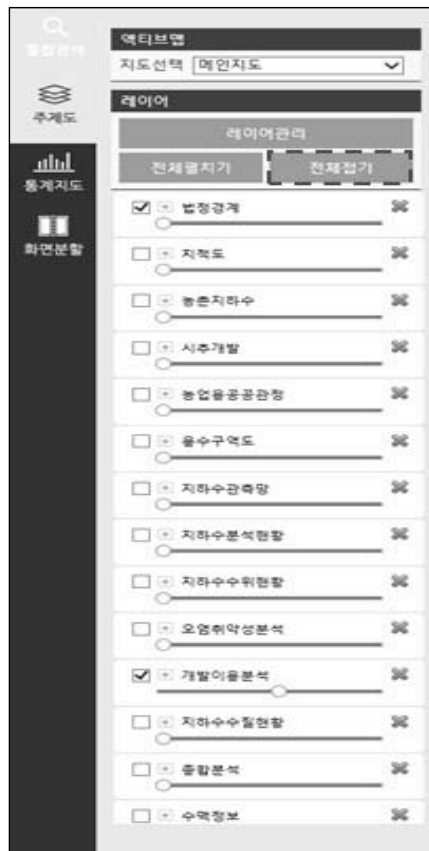 통합검색
주제도
통계지도
화면분할
액티브맵
지도선택 메인지도
레이어
레이어관리
전체펼치기 전체접기
법정경계
지적도
농촌지하수
시추개발
농업용공공관정
용수구역도
지하수관측망
지하수분석현황
지하수수위현황
오염취약성분석
개발이용분석
지하수수질현황
종합분석
수맥정보